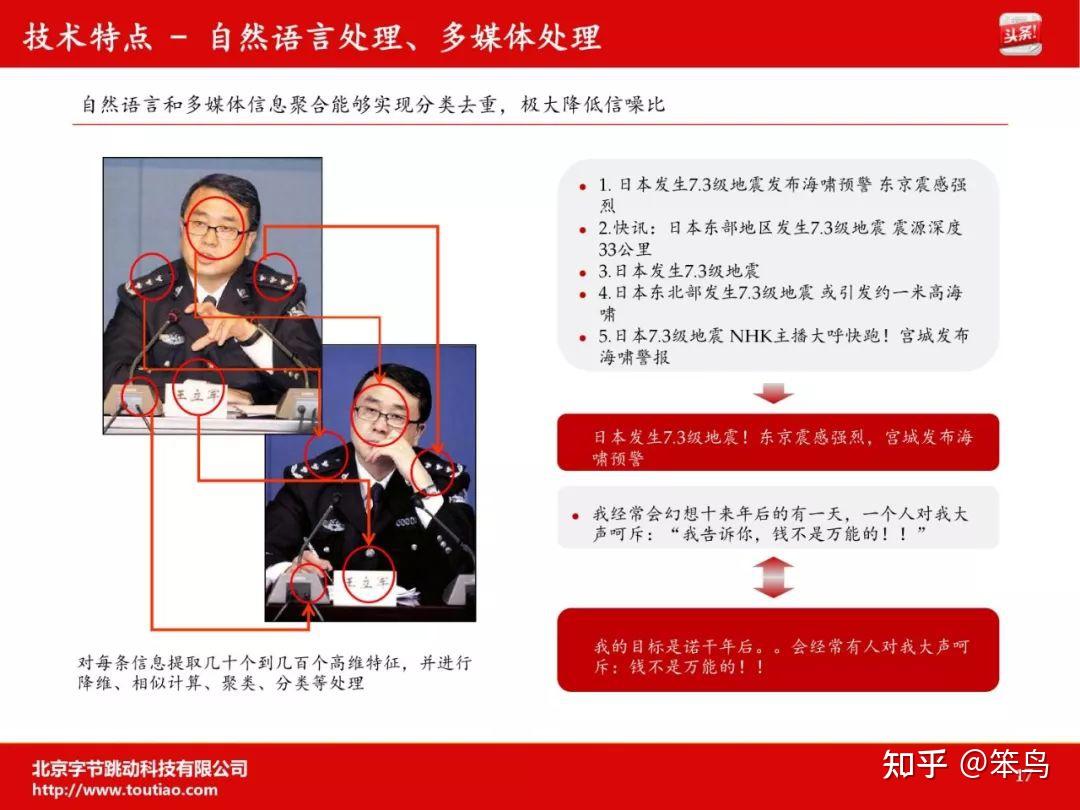 技术特点 - 自然语言处理、多媒体处理
头条!
自然语言和多媒体信息聚合能够实现分类去重，极大降低信噪比
王立军
王立军
对每条信息提取几十个到几百个高维特征，并进行
降维、相似计算、聚类、分类等处理
1. 日本发生7.3级地震发布海啸预警 东京震感强
烈
2.快讯：日本东部地区发生7.3级地震 震源深度
33公里
3.日本发生7.3级地震
4.日本东北部发生7.3级地震 或引发约一米高海
啸
5.日本7.3级地震 NHK主播大呼快跑！宫城发布
海啸警报
日本发生7.3级地震！东京震感强烈，宫城发布海
啸预警
我经常会幻想十来年后的有一天，一个人对我大
声呵斥：“我告诉你，钱不是万能的！！”
我的目标是诺干年后。。会经常有人对我大声呵
斥：钱不是万能的！！
北京字节跳动科技有限公司
http://www.toutiao.com
17
知乎 @笨鸟